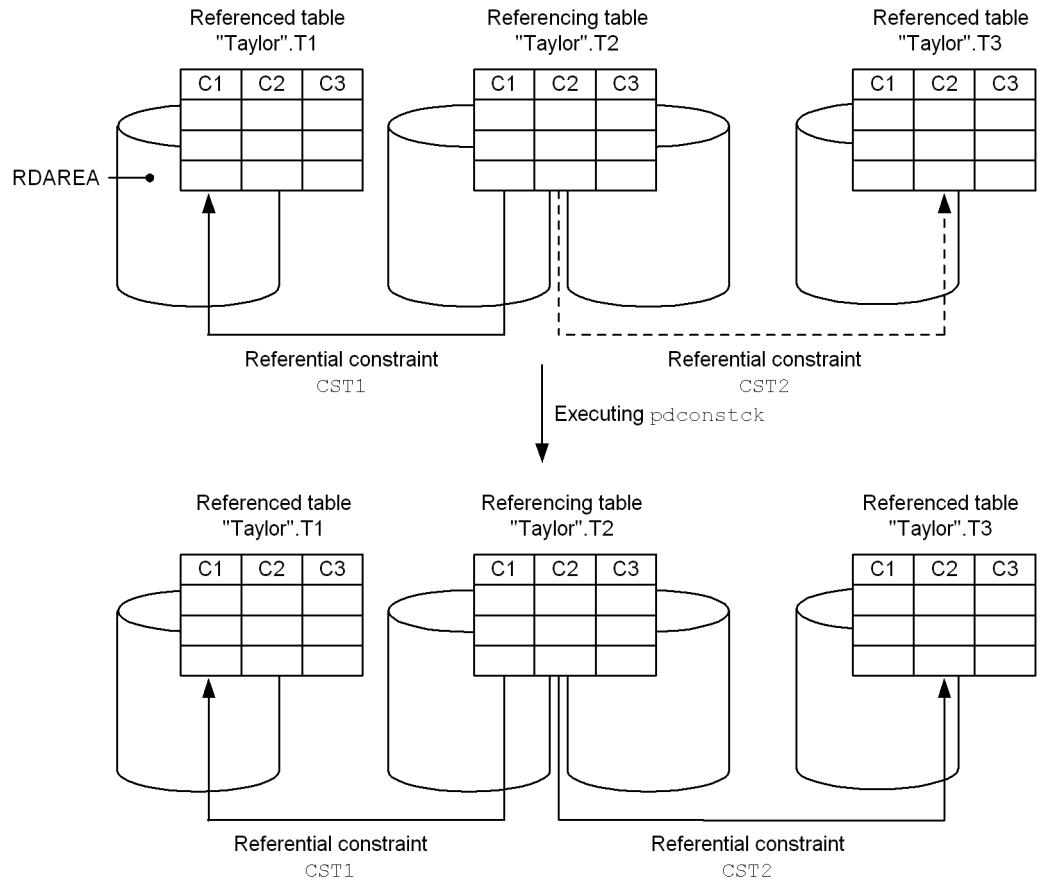 Referenced table
"Taylor".T1
Referencing table
"Taylor".T2
Referenced table
"Taylor".T3
C1 C2 C3
C1 C2 C3
C1 C2 C3
RDAREA
Referential constraint
CST1
Referential constraint
CST2
Executing pdconstck
Referenced table
"Taylor".T1
Referencing table
"Taylor".T2
Referenced table
"Taylor".T3
C1 C2 C3
C1 C2 C3
C1 C2 C3
Referential constraint
CST1
Referential constraint
CST2